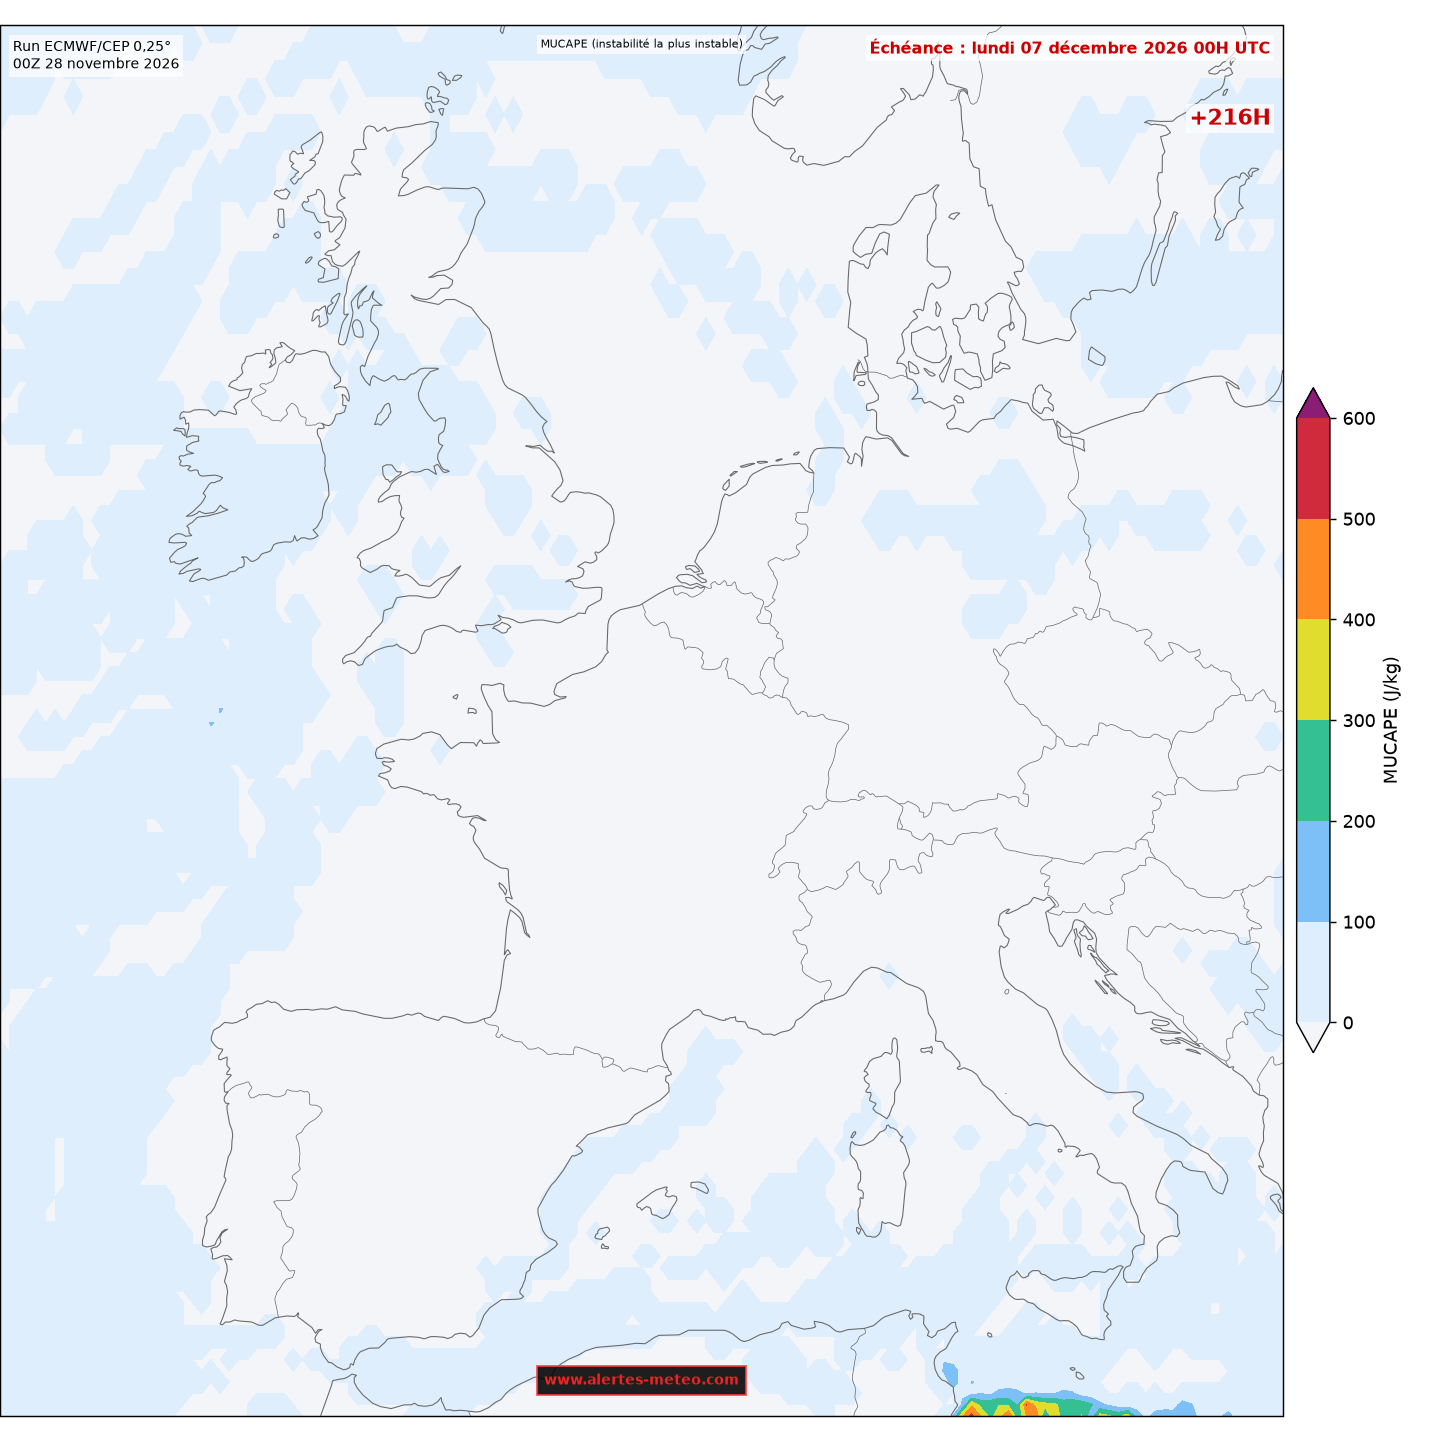 Run ECMWF/CEP 0,25°
00Z 28 novembre 2026
MUCAPE (instabilité la plus instable)
Échéance : lundi 07 décembre 2026 00H UTC
+216H
600
500
400
300
200
100
0
MUCAPE (J/kg)
www.alertes-meteo.com